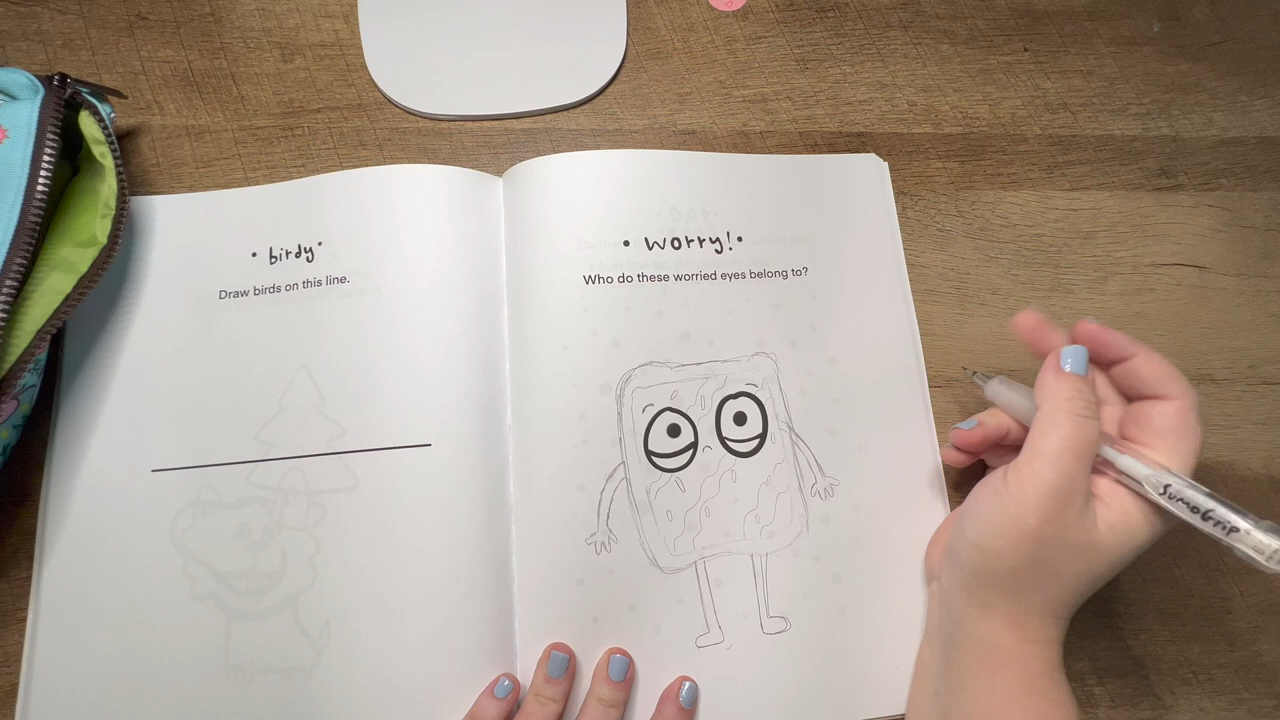 • birdy •
Draw birds on this line.
• worry! •
Who do these worried eyes belong to?
SumoGrip